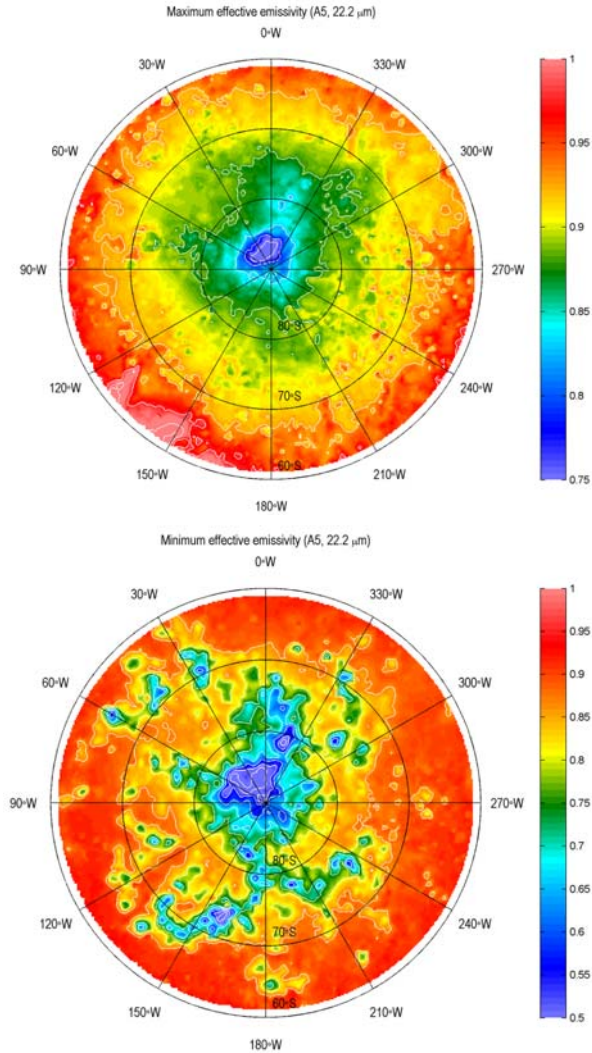 Maximum effective emissivity (A5, 22.2 μm)
0°W
30°W
330°W
60°W
300°W
90°W
270°W
80°S
120°W
70°S
240°W
150°W
60°S
210°W
180°W
1
0.95
0.9
0.85
0.8
0.75
Minimum effective emissivity (A5, 22.2 μm)
0°W
30°W
330°W
60°W
300°W
90°W
270°W
80°S
120°W
70°S
240°W
150°W
60°S
210°W
180°W
1
0.95
0.9
0.85
0.8
0.75
0.7
0.65
0.6
0.55
0.5